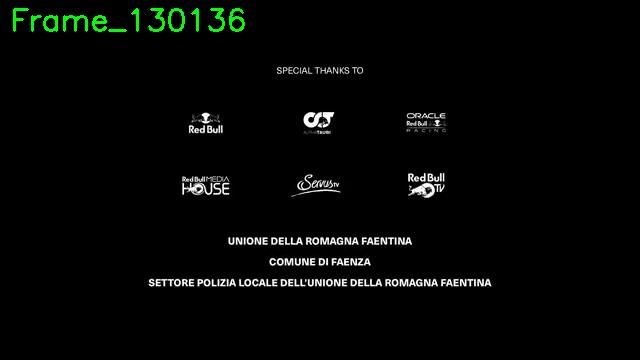 Frame_130136
SPECIAL THANKS TO
Red Bull
ALPHATAURI
ORACLE
Red Bull
RACING
Red Bull MEDIA
HOUSE
ServusTV
Red Bull
TV
UNIONE DELLA ROMAGNA FAENTINA
COMUNE DI FAENZA
SETTORE POLIZIA LOCALE DELL'UNIONE DELLA ROMAGNA FAENTINA